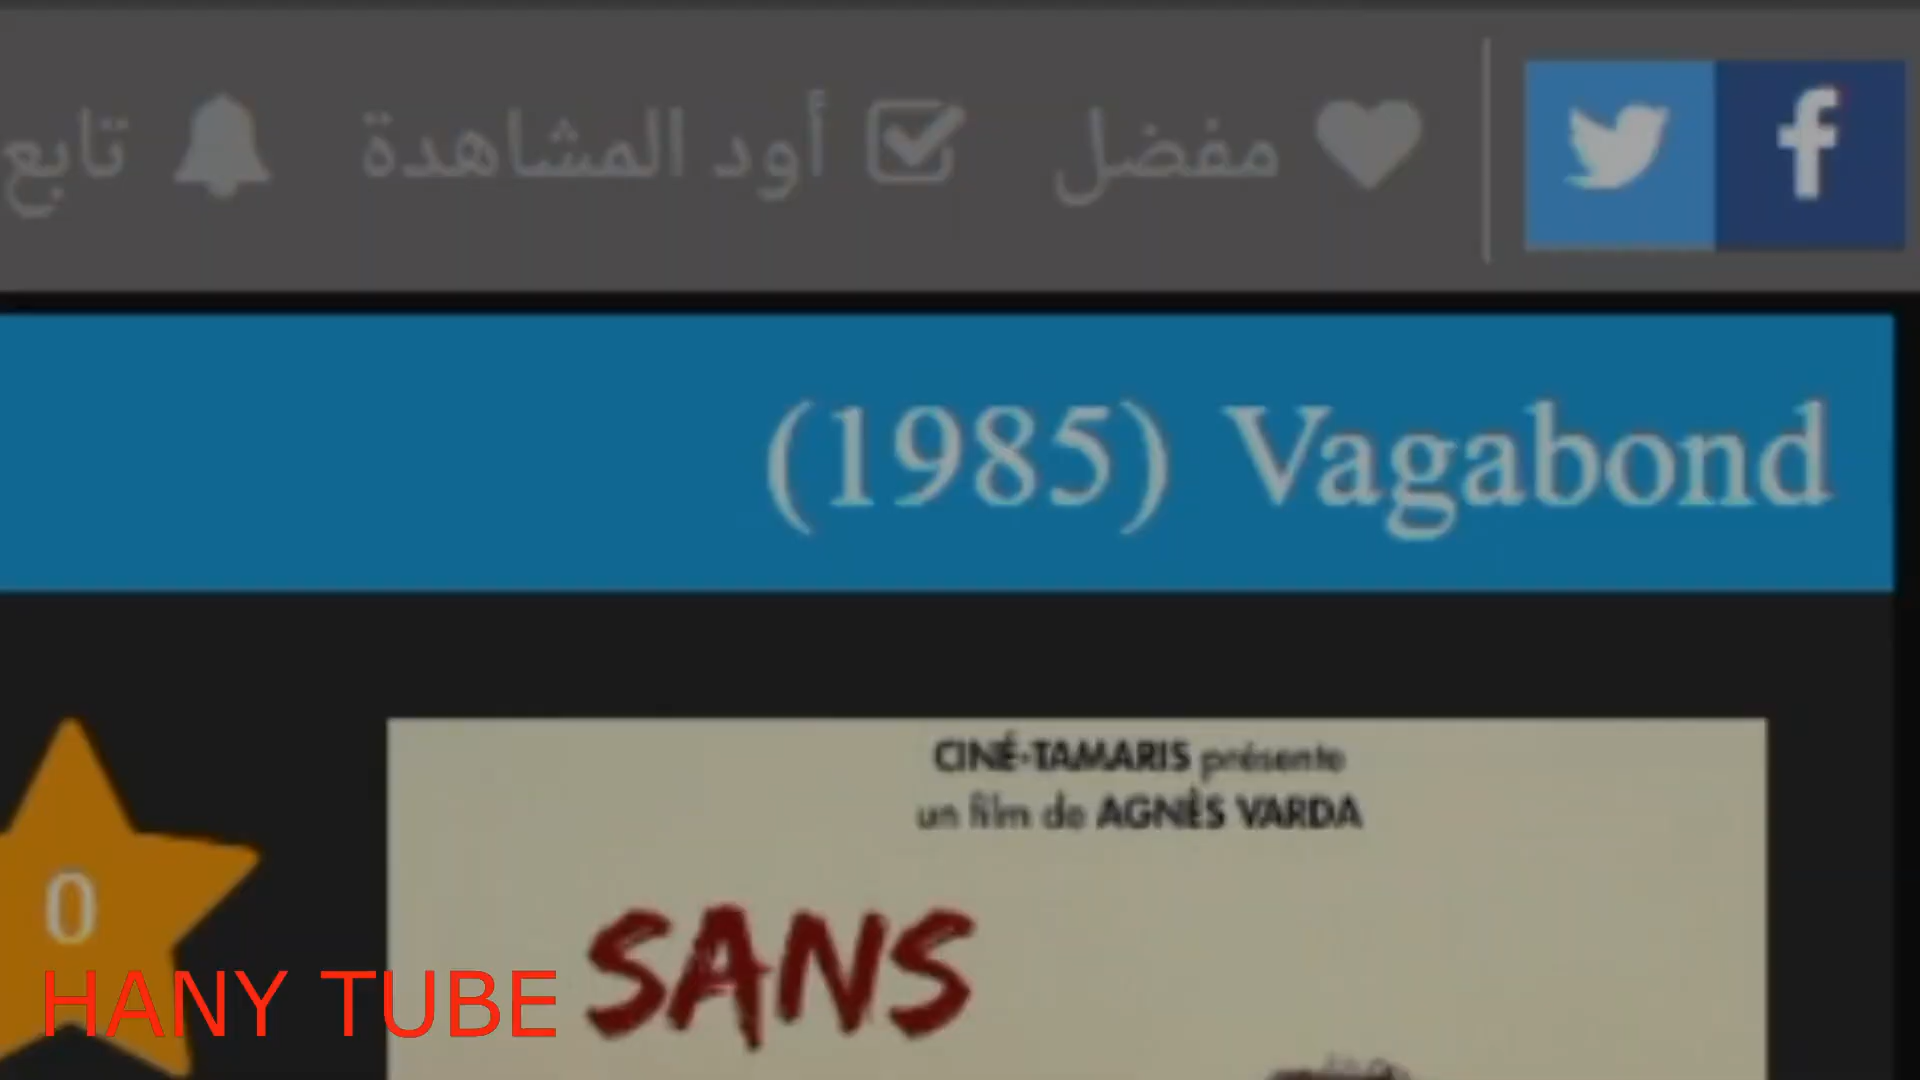 مفضل
أود المشاهدة
تابع
(1985) Vagabond
CINÉ-TAMARIS présente
un film de AGNÈS VARDA
SANS
0
HANY TUBE